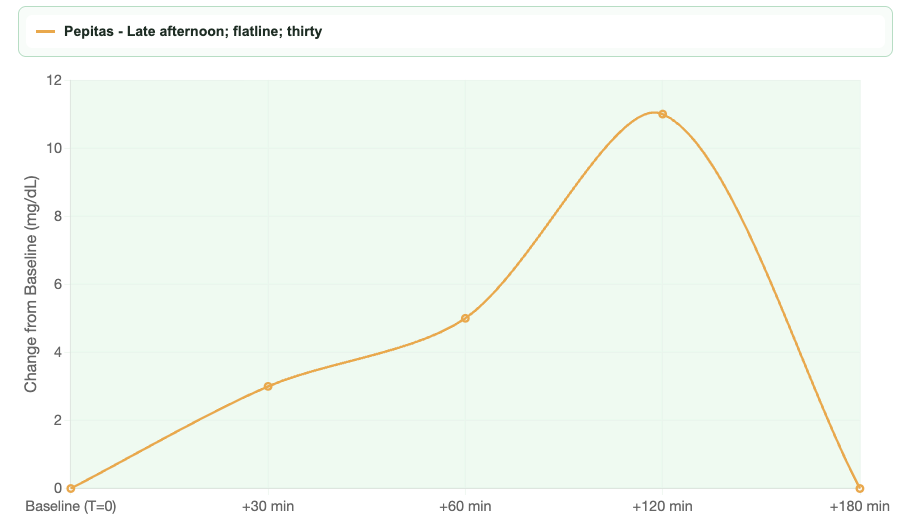 Pepitas - Late afternoon; flatline; thirty
12
10
8
6
4
2
0
Change from Baseline (mg/dL)
Baseline (T=0) +30 min +60 min +120 min +180 min